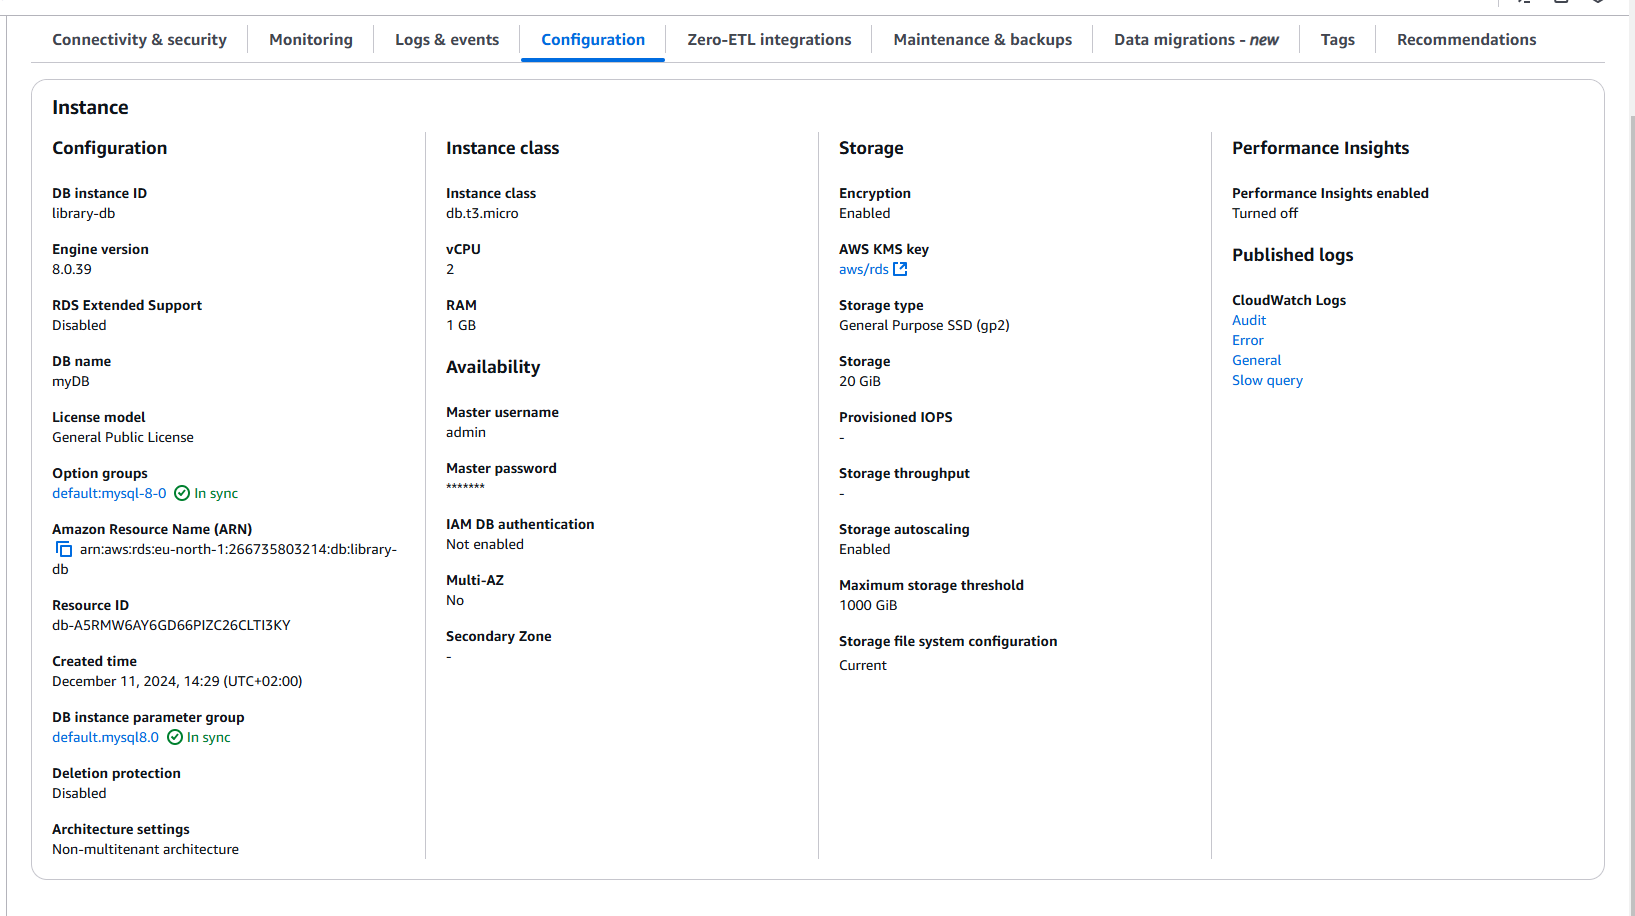 Connectivity & security
Monitoring
Logs & events
Configuration
Zero-ETL integrations
Maintenance & backups
Data migrations - new
Tags
Recommendations
Instance
Configuration
DB instance ID
library-db
Engine version
8.0.39
RDS Extended Support
Disabled
DB name
myDB
License model
General Public License
Option groups
default:mysql-8-0 In sync
Amazon Resource Name (ARN)
arn:aws:rds:eu-north-1:266735803214:db:library-
db
Resource ID
db-A5RMW6AY6GD66PIZC26CLTI3KY
Created time
December 11, 2024, 14:29 (UTC+02:00)
DB instance parameter group
default.mysql8.0 In sync
Deletion protection
Disabled
Architecture settings
Non-multitenant architecture
Instance class
Instance class
db.t3.micro
vCPU
2
RAM
1 GB
Availability
Master username
admin
Master password
*******
IAM DB authentication
Not enabled
Multi-AZ
No
Secondary Zone
-
Storage
Encryption
Enabled
AWS KMS key
aws/rds
Storage type
General Purpose SSD (gp2)
Storage
20 GiB
Provisioned IOPS
-
Storage throughput
-
Storage autoscaling
Enabled
Maximum storage threshold
1000 GiB
Storage file system configuration
Current
Performance Insights
Performance Insights enabled
Turned off
Published logs
CloudWatch Logs
Audit
Error
General
Slow query